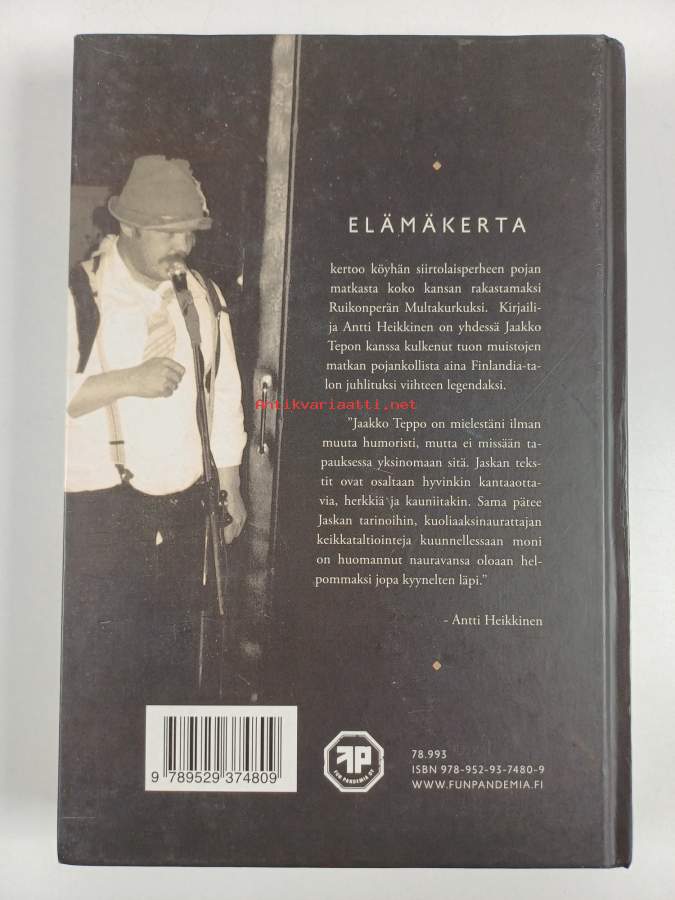 ELÄMÄKERTA
kertoo köyhän siirtolaisperheen pojan
matkasta koko kansan rakastamaksi
Ruikonperän Multakurkuksi. Kirjaili-
ja Antti Heikkinen on yhdessä Jaakko
Tepon kanssa kulkenut tuon muistojen
matkan pojankollista aina Finlandia-ta-
lon juhlituksi viihteen legendaksi.
Antikvariaatti.net
"Jaakko Teppo on mielestäni ilman
muuta humoristi, mutta ei missään ta-
pauksessa yksinomaan sitä. Jaskan teks-
tit ovat osaltaan hyvinkin kantaaotta-
via, herkkiä ja kauniitakin. Sama pätee
Jaskan tarinoihin, kuoliaaksinaurattajan
keikkataltiointeja kuunnellessaan moni
on huomannut nauravansa oloaan hel-
pommaksi jopa kyynelten läpi."
- Antti Heikkinen
9 789529 374809
FP
FUN PANDEMIA OY
78.993
ISBN 978-952-93-7480-9
WWW.FUNPANDEMIA.FI